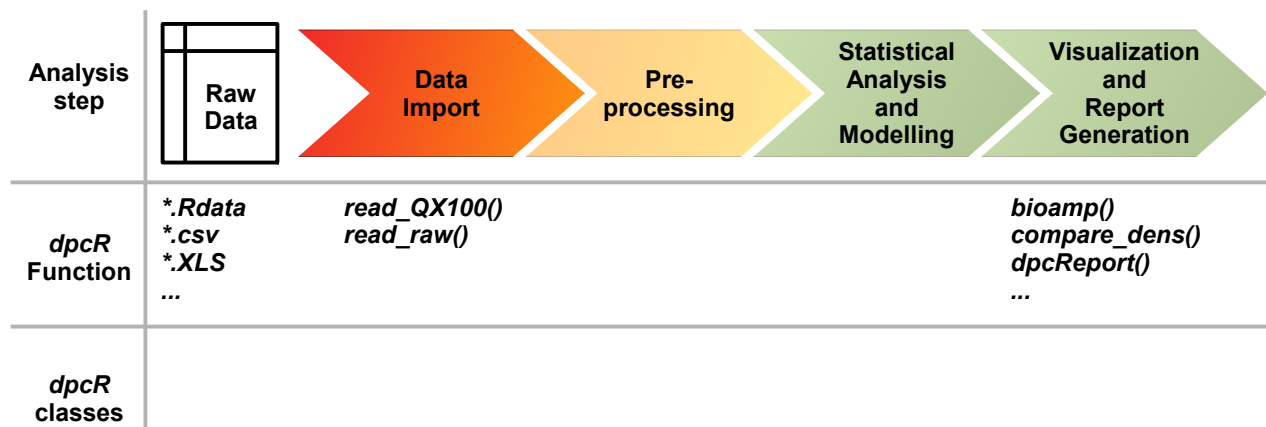 Analysis
step
Raw
Data
Data
Import
Pre-
processing
Statistical
Analysis
and
Modelling
Visualization
and
Report
Generation
dpcR
Function
*.Rdata
*.csv
*.XLS
...
read_QX100()
read_raw()
bioamp()
compare_dens()
dpcReport()
...
dpcR
classes